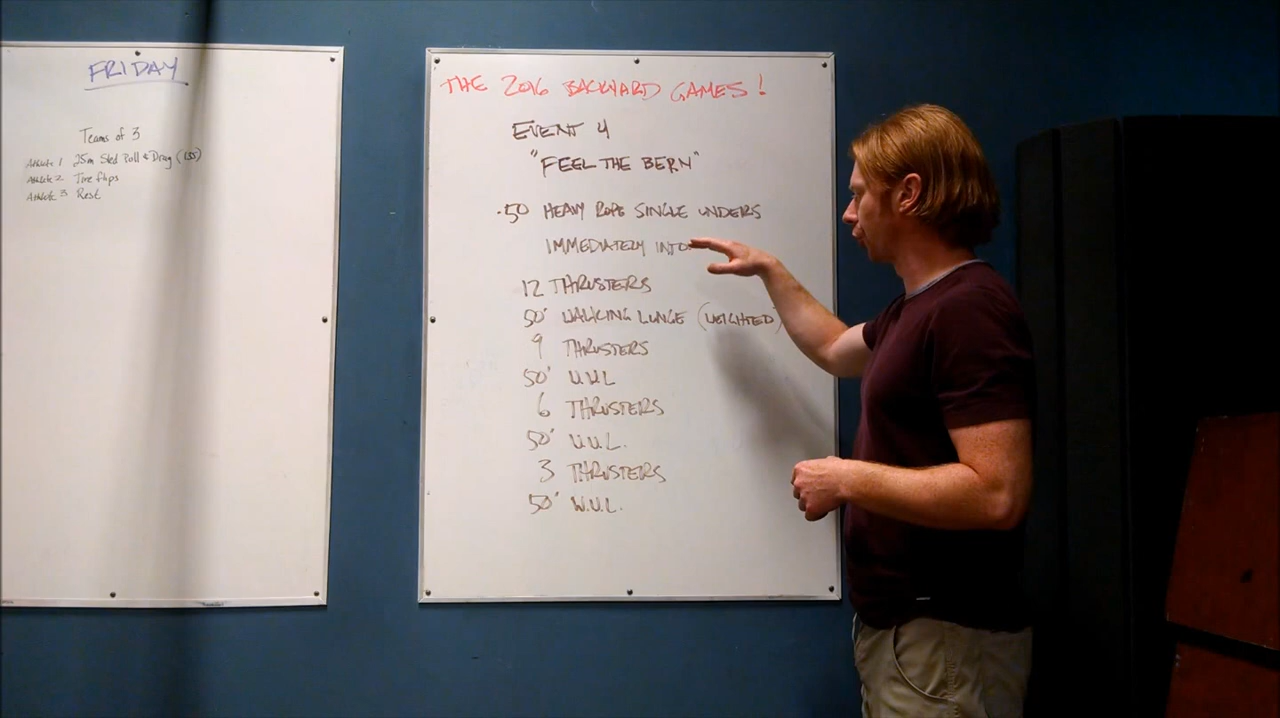 FRIDAY
Teams of 3
Athlete 1 25m Sled Pull & Drag (135)
Athlete 2 Tire flips
Athlete 3 Rest
THE 2016 BACKYARD GAMES!
EVENT 4
"FEEL THE BERN"
50 HEAVY ROPE SINGLE UNDERS
IMMEDIATELY INTO
12 THRUSTERS
50' WALKING LUNGE (WEIGHTED)
9 THRUSTERS
50' W.W.L
6 THRUSTERS
50' W.W.L.
3 THRUSTERS
50' W.W.L.